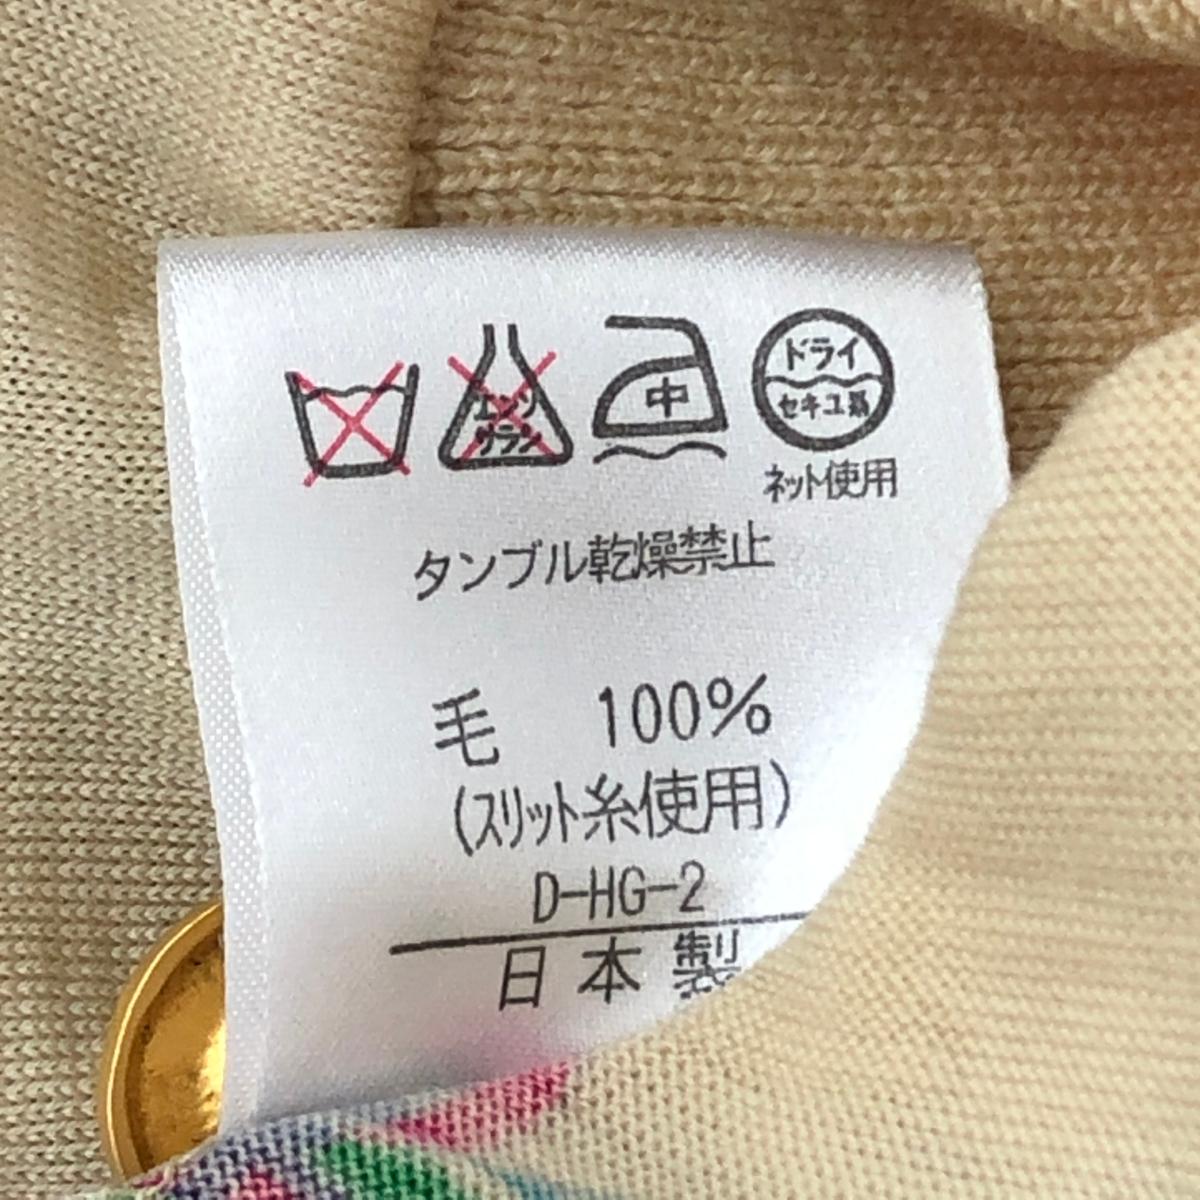 エンソ
サラシ
中
ドライ
セキユ系
ネット使用
タンブル乾燥禁止
毛 100%
(スリット糸使用)
D-HG-2
日本製